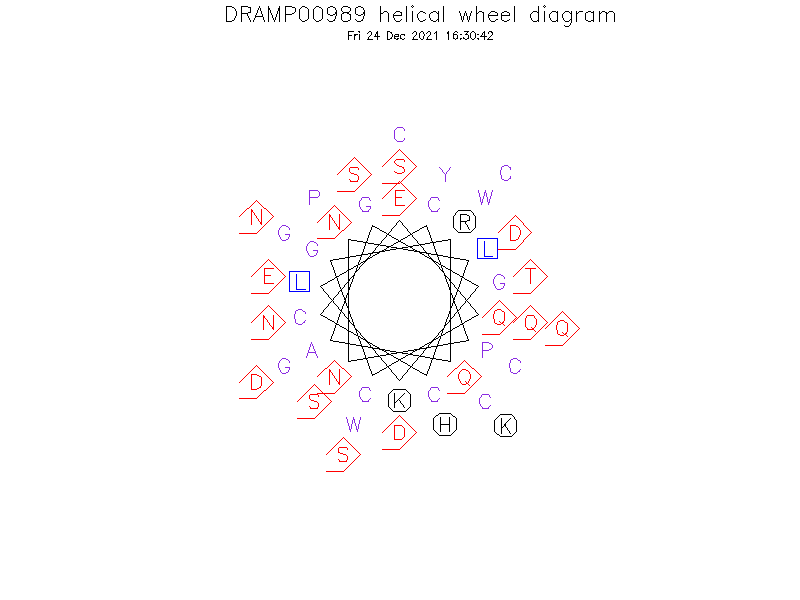 DRAMP00989 helical wheel diagram
Fri 24 Dec 2021 16:30:42
C
S
S Y C
P E W
N N G C R D
G G L
E L G T
N C Q Q Q
A P
D G N Q C
S C K C C
W D H K
S